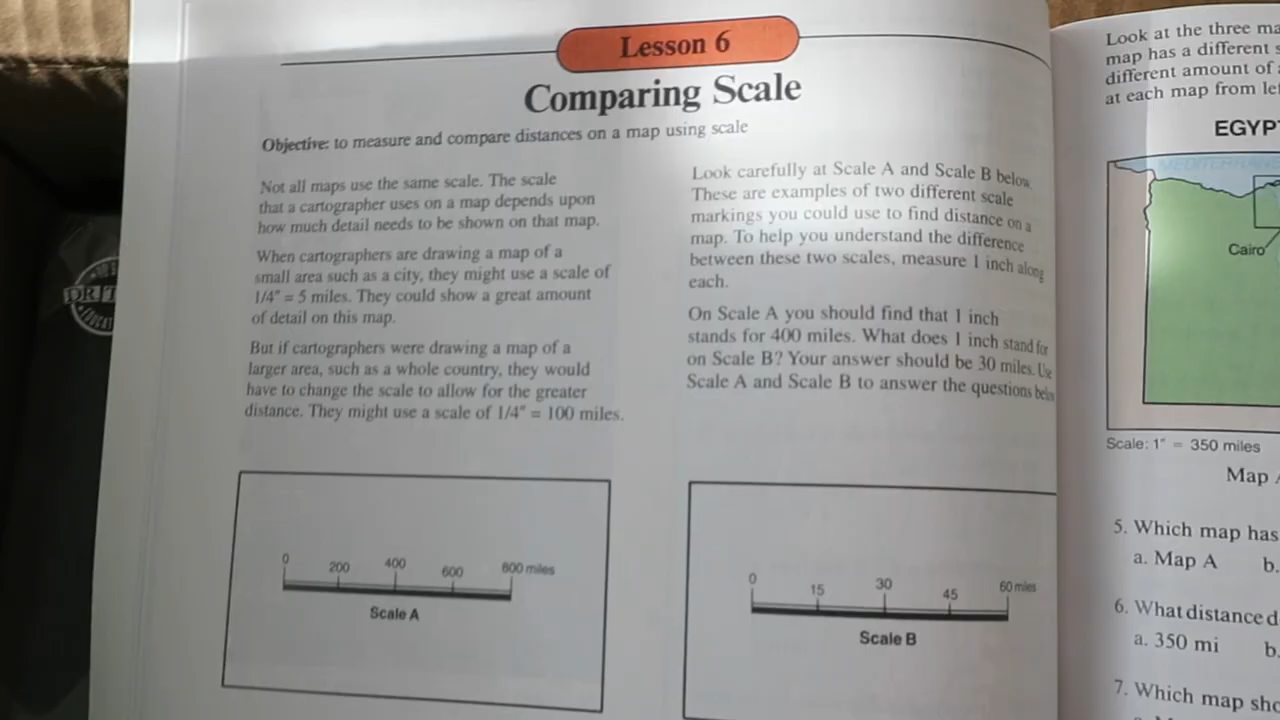 Lesson 6
Comparing Scale
Objective: to measure and compare distances on a map using scale
Not all maps use the same scale. The scale
that a cartographer uses on a map depends upon
how much detail needs to be shown on that map.
When cartographers are drawing a map of a
small area such as a city, they might use a scale of
1/4" = 5 miles. They could show a great amount
of detail on this map.
But if cartographers were drawing a map of a
larger area, such as a whole country, they would
have to change the scale to allow for the greater
distance. They might use a scale of 1/4" = 100 miles.
Look carefully at Scale A and Scale B below.
These are examples of two different scale
markings you could use to find distance on a
map. To help you understand the difference
between these two scales, measure 1 inch along
each.
On Scale A you should find that 1 inch
stands for 400 miles. What does 1 inch stand for
on Scale B? Your answer should be 30 miles. Use
Scale A and Scale B to answer the questions below
0 200 400 600 800 miles
Scale A
0 15 30 45 60 miles
Scale B
Look at the three
map has a different
different amount of
at each map from
MEDITERRANE
Cairo
Scale: 1" = 350 miles
Map
5. Which map has
a. Map A b.
6. What distance
a. 350 mi b.
7. Which map